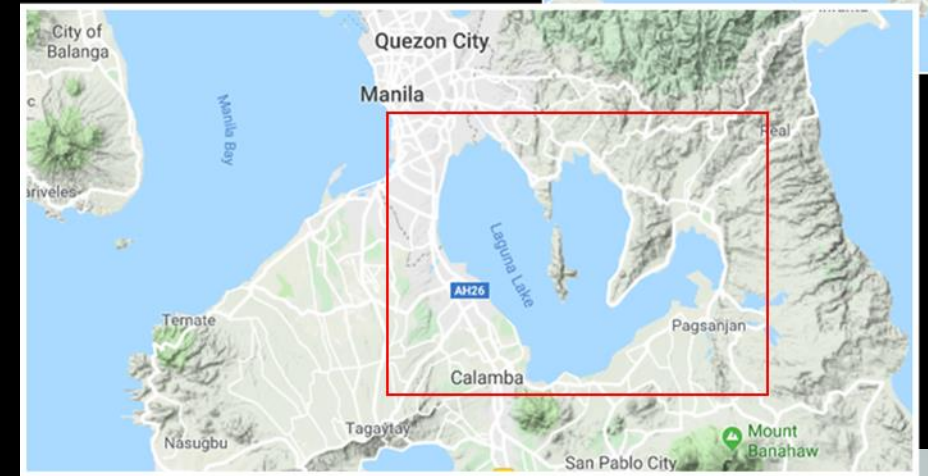 City of
Balanga
Quezon City
Manila
Manila Bay
Real
Laguna Lake
AH26
Ternate
Pagsanjan
Calamba
Tagaytay
Nasugbu
Mount
Banahaw
San Pablo City